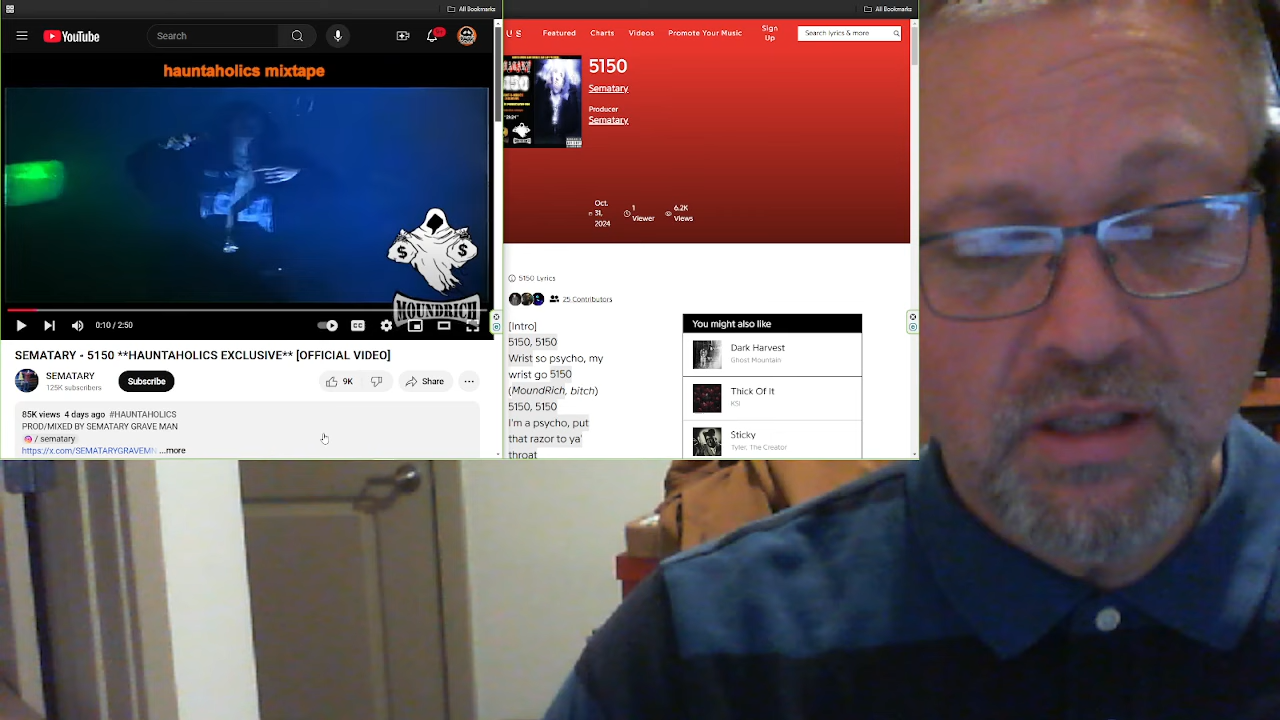 All Bookmarks
YouTube
Search
hauntaholics mixtape
MOUNDRICH
0:10 / 2:50
CC
SEMATARY - 5150 **HAUNTAHOLICS EXCLUSIVE** [OFFICIAL VIDEO]
SEMATARY
125K subscribers
Subscribe
9K
Share
85K views 4 days ago #HAUNTAHOLICS
PROD/MIXED BY SEMATARY GRAVE MAN
/ sematary
https://x.com/SEMATARYGRAVEM ...more
All Bookmarks
U S
Featured
Charts
Videos
Promote Your Music
Sign
Up
Search lyrics & more
5150
Sematary
Producer
Sematary
Oct.
31,
2024
1
Viewer
6.2K
Views
5150 Lyrics
25 Contributors
[Intro]
5150, 5150
Wrist so psycho, my
wrist go 5150
(MoundRich, bitch)
5150, 5150
I'm a psycho, put
that razor to ya'
throat
You might also like
Dark Harvest
Ghost Mountain
Thick Of It
KSI
Sticky
Tyler, The Creator